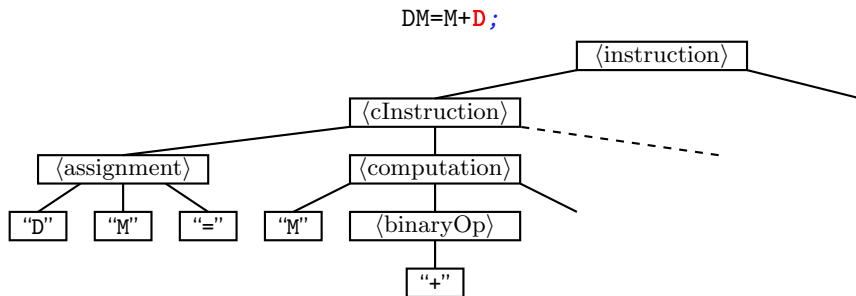 DM=M+D;
⟨instruction⟩
⟨cInstruction⟩
⟨assignment⟩ ⟨computation⟩
“D” “M” “=” “M” ⟨binaryOp⟩
“+”